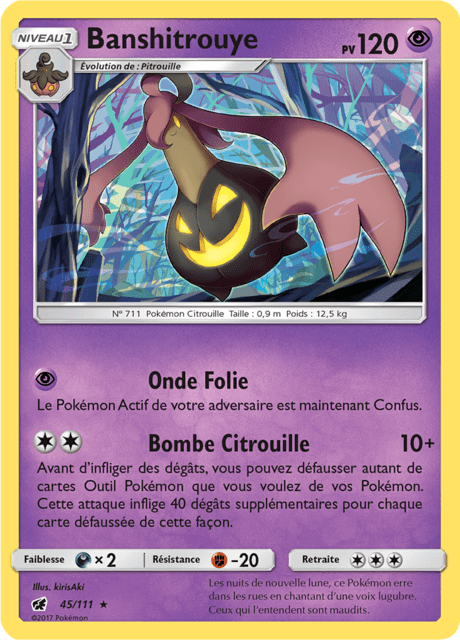 NIVEAU 1
Banshitrouye
PV 120
Évolution de : Pitrouille
N° 711 Pokémon Citrouille Taille : 0,9 m Poids : 12,5 kg
Onde Folie
Le Pokémon Actif de votre adversaire est maintenant Confus.
Bombe Citrouille 10+
Avant d'infliger des dégâts, vous pouvez défausser autant de
cartes Outil Pokémon que vous voulez de vos Pokémon.
Cette attaque inflige 40 dégâts supplémentaires pour chaque
carte défaussée de cette façon.
Faiblesse ×2 Résistance -20 Retraite
Illus. kirisAki
45/111 ★
©2017 Pokémon
Les nuits de nouvelle lune, ce Pokémon erre
dans les rues en chantant d'une voix lugubre.
Ceux qui l'entendent sont maudits.